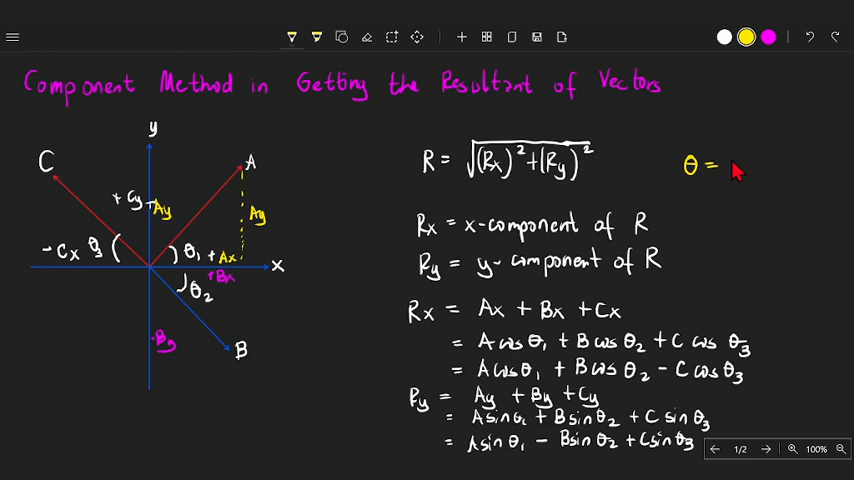 Component Method in Getting the Resultant of Vectors
y
C
A
+ Cy
Ay
Ay
- Cx θ3
θ1
+ Ax
x
+Bx
θ2
-By
B
R = √(Rx)² + (Ry)²
θ =
Rx = x-component of R
Ry = y-component of R
Rx = Ax + Bx + Cx
= A cos θ1 + B cos θ2 + C cos θ3
= A cos θ1 + B cos θ2 - C cos θ3
Ry = Ay + By + Cy
= A sin θ1 + B sin θ2 + C sin θ3
= A sin θ1 - B sin θ2 + C sin θ3
1/2
100%